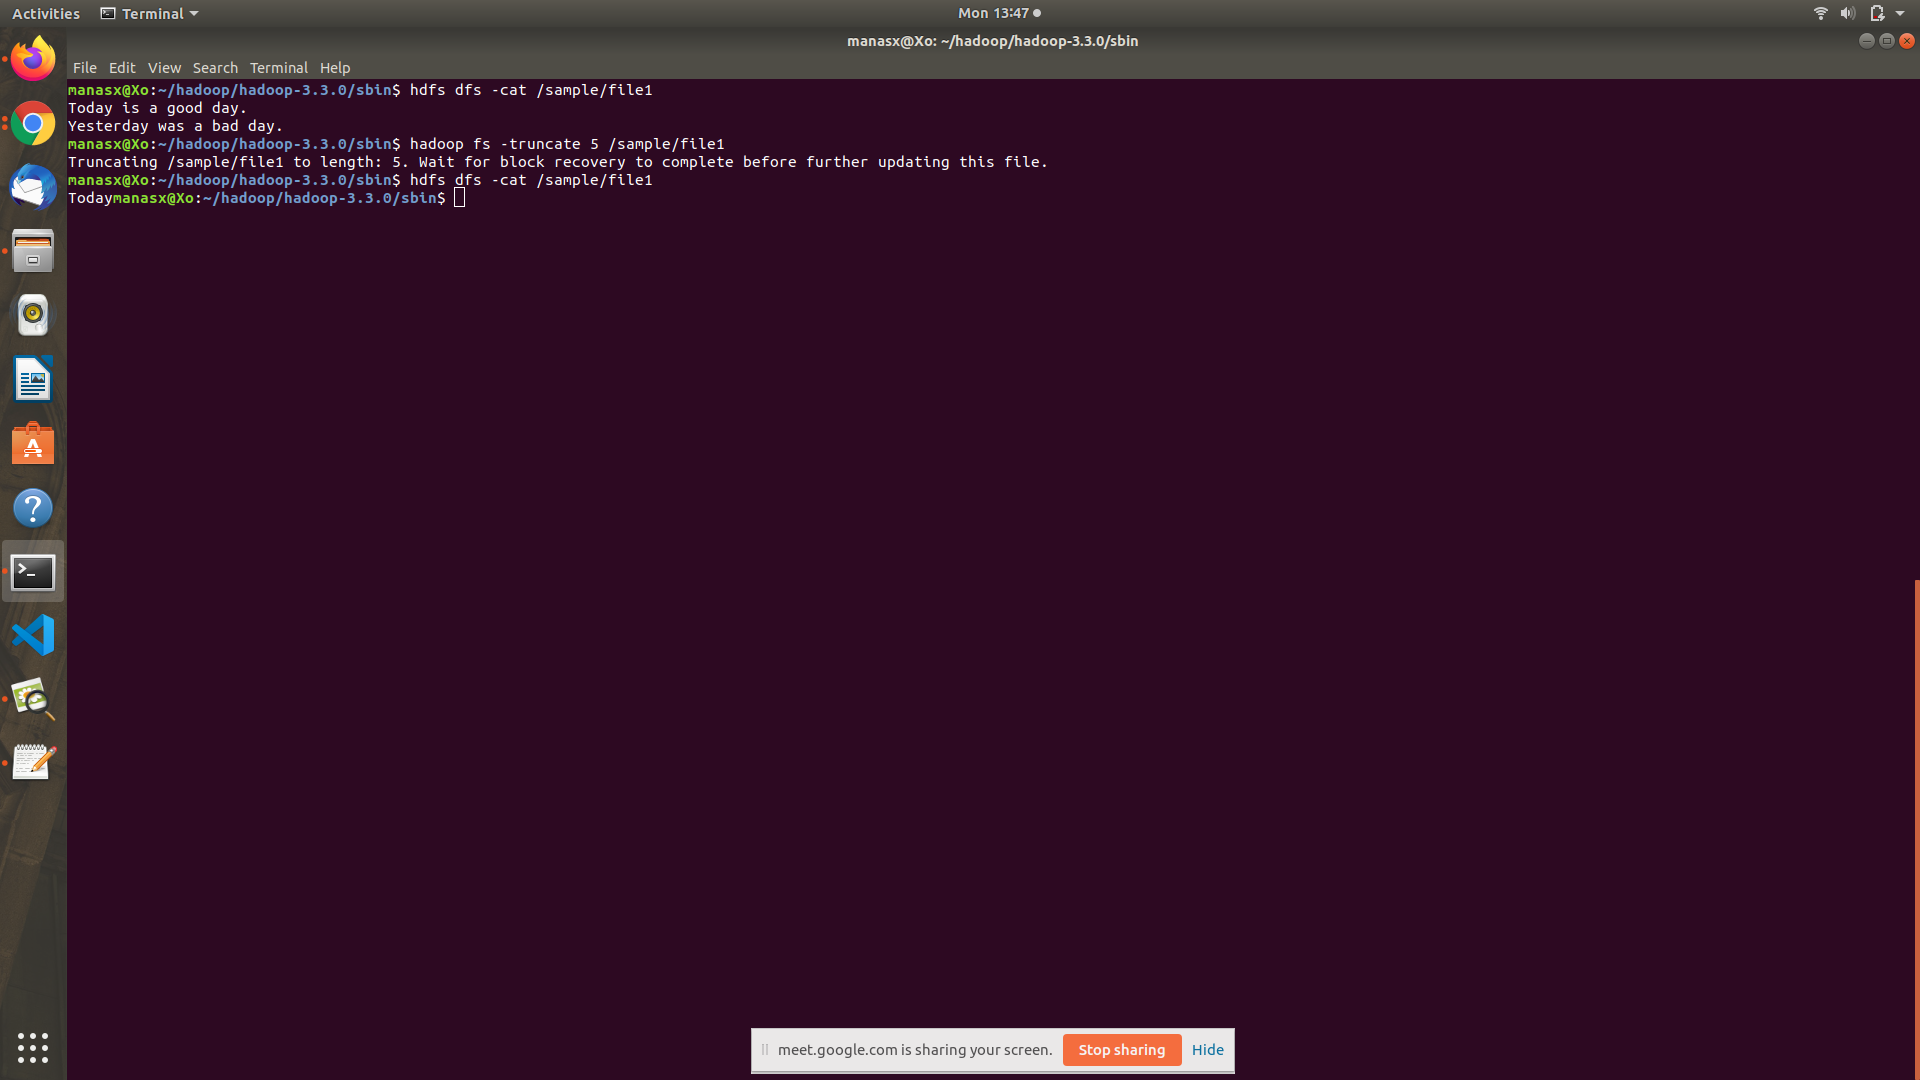 Activities Terminal Mon 13:47
manasx@Xo: ~/hadoop/hadoop-3.3.0/sbin
File Edit View Search Terminal Help
manasx@Xo:~/hadoop/hadoop-3.3.0/sbin$ hdfs dfs -cat /sample/file1
Today is a good day.
Yesterday was a bad day.
manasx@Xo:~/hadoop/hadoop-3.3.0/sbin$ hadoop fs -truncate 5 /sample/file1
Truncating /sample/file1 to length: 5. Wait for block recovery to complete before further updating this file.
manasx@Xo:~/hadoop/hadoop-3.3.0/sbin$ hdfs dfs -cat /sample/file1
Todaymanasx@Xo:~/hadoop/hadoop-3.3.0/sbin$
meet.google.com is sharing your screen. Stop sharing Hide